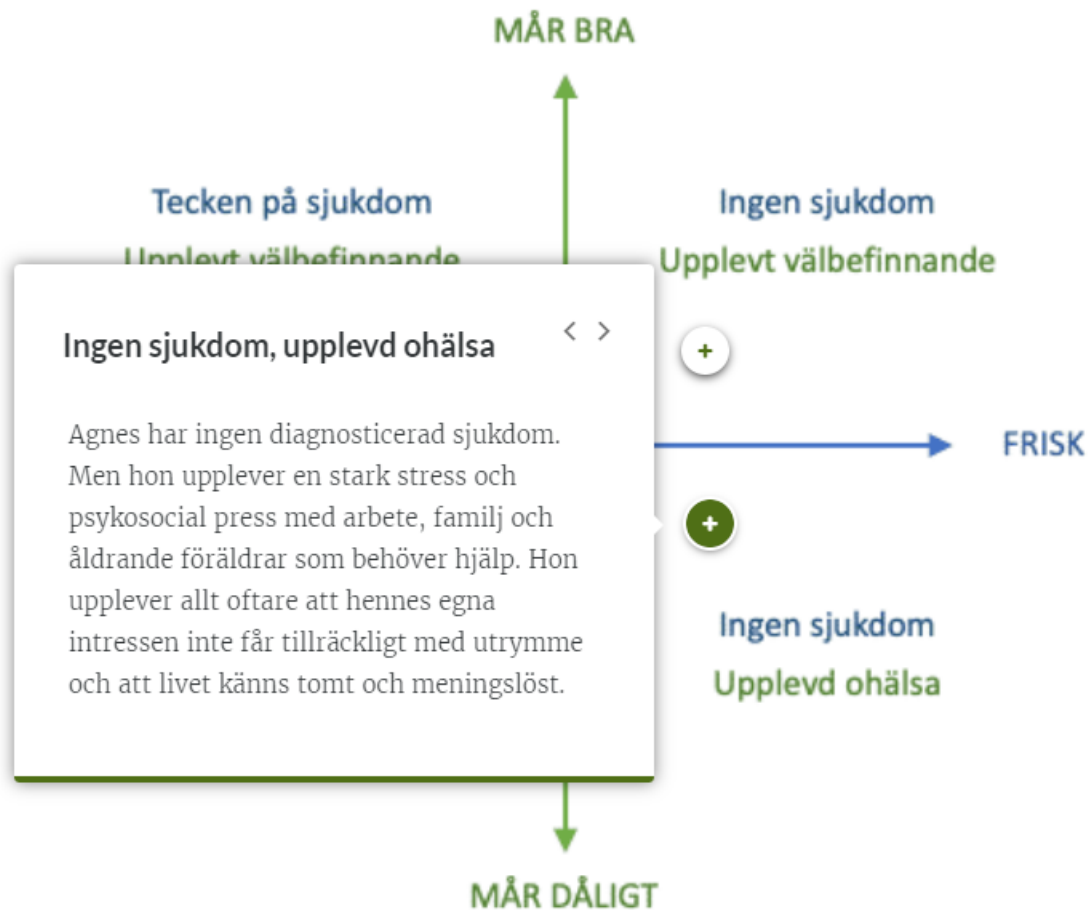 MÅR BRA
Tecken på sjukdom
Upplevt välbefinnande
Ingen sjukdom
Upplevt välbefinnande
Ingen sjukdom, upplevd ohälsa
Agnes har ingen diagnosticerad sjukdom.
Men hon upplever en stark stress och
psykosocial press med arbete, familj och
åldrande föräldrar som behöver hjälp. Hon
upplever allt oftare att hennes egna
intressen inte får tillräckligt med utrymme
och att livet känns tomt och meningslöst.
FRISK
Ingen sjukdom
Upplevd ohälsa
MÅR DÅLIGT